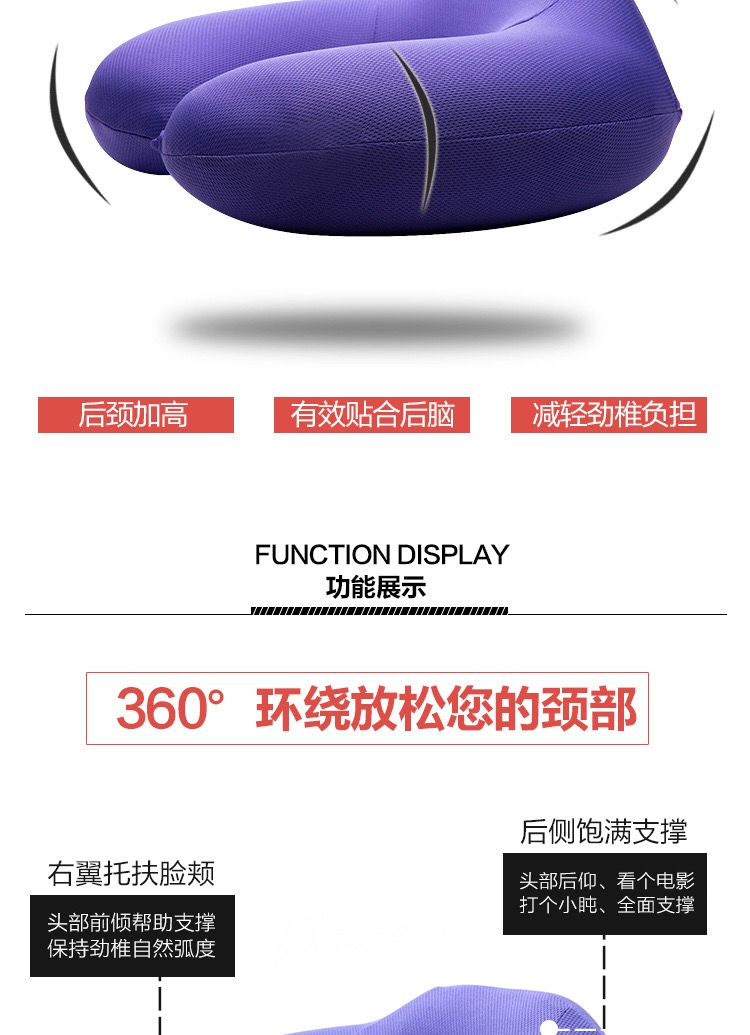 后颈加高
有效贴合后脑
减轻劲椎负担
FUNCTION DISPLAY
功能展示
360° 环绕放松您的颈部
后侧饱满支撑
头部后仰、看个电影
打个小盹、全面支撑
右翼托扶脸颊
头部前倾帮助支撑
保持劲椎自然弧度